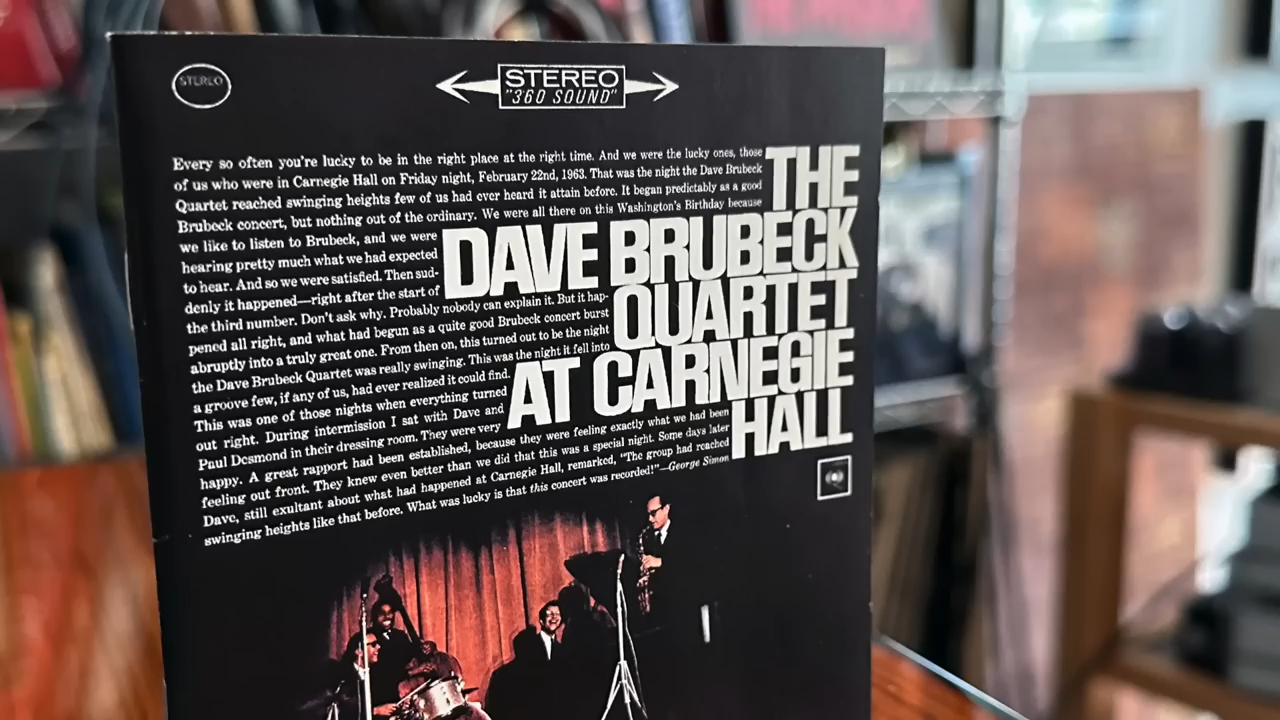 STEREO
STEREO
"360 SOUND"
Every so often you're lucky to be in the right place at the right time. And we were the lucky ones, those
of us who were in Carnegie Hall on Friday night, February 22nd, 1963. That was the night the Dave Brubeck
Quartet reached swinging heights few of us had ever heard it attain before. It began predictably as a good
Brubeck concert, but nothing out of the ordinary. We were all there on this Washington's Birthday because
we like to listen to Brubeck, and we were
hearing pretty much what we had expected
to hear. And so we were satisfied. Then sud-
denly it happened—right after the start of
the third number. Don't ask why. Probably nobody can explain it. But it hap-
pened all right, and what had begun as a quite good Brubeck concert burst
abruptly into a truly great one. From then on, this turned out to be the night
the Dave Brubeck Quartet was really swinging. This was the night it fell into
a groove few, if any of us, had ever realized it could find.
This was one of those nights when everything turned
out right. During intermission I sat with Dave and
Paul Desmond in their dressing room. They were very
happy. A great rapport had been established, because they were feeling exactly what we had been
feeling out front. They knew even better than we did that this was a special night. Some days later
Dave, still exultant about what had happened at Carnegie Hall, remarked, "The group had reached
swinging heights like that before. What was lucky is that this concert was recorded!"—George Simon
THE
DAVE BRUBECK
QUARTET
AT CARNEGIE
HALL